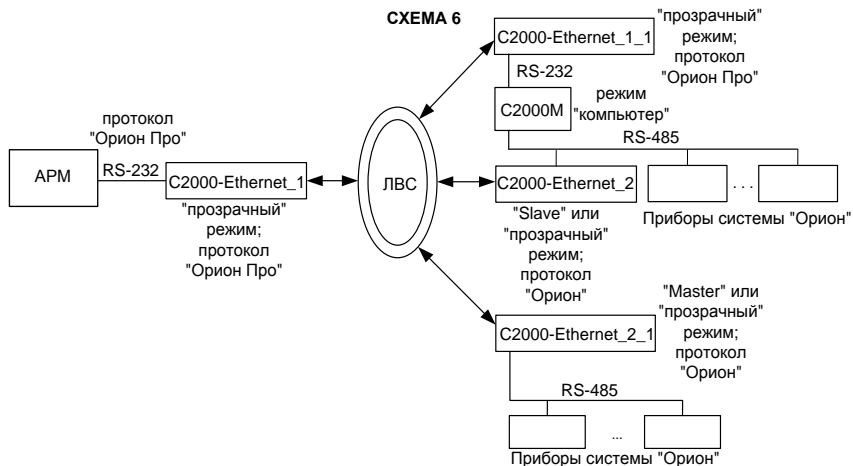 СХЕМА 6
C2000-Ethernet_1_1
"прозрачный"
режим;
протокол
"Орион Про"
RS-232
С2000М
режим
"компьютер"
RS-485
протокол
"Орион Про"
АРМ
RS-232
C2000-Ethernet_1
"прозрачный"
режим;
протокол
"Орион Про"
ЛВС
C2000-Ethernet_2
"Slave" или
"прозрачный"
режим;
протокол
"Орион"
. . .
Приборы системы "Орион"
C2000-Ethernet_2_1
"Master" или
"прозрачный"
режим;
протокол
"Орион"
RS-485
...
Приборы системы "Орион"